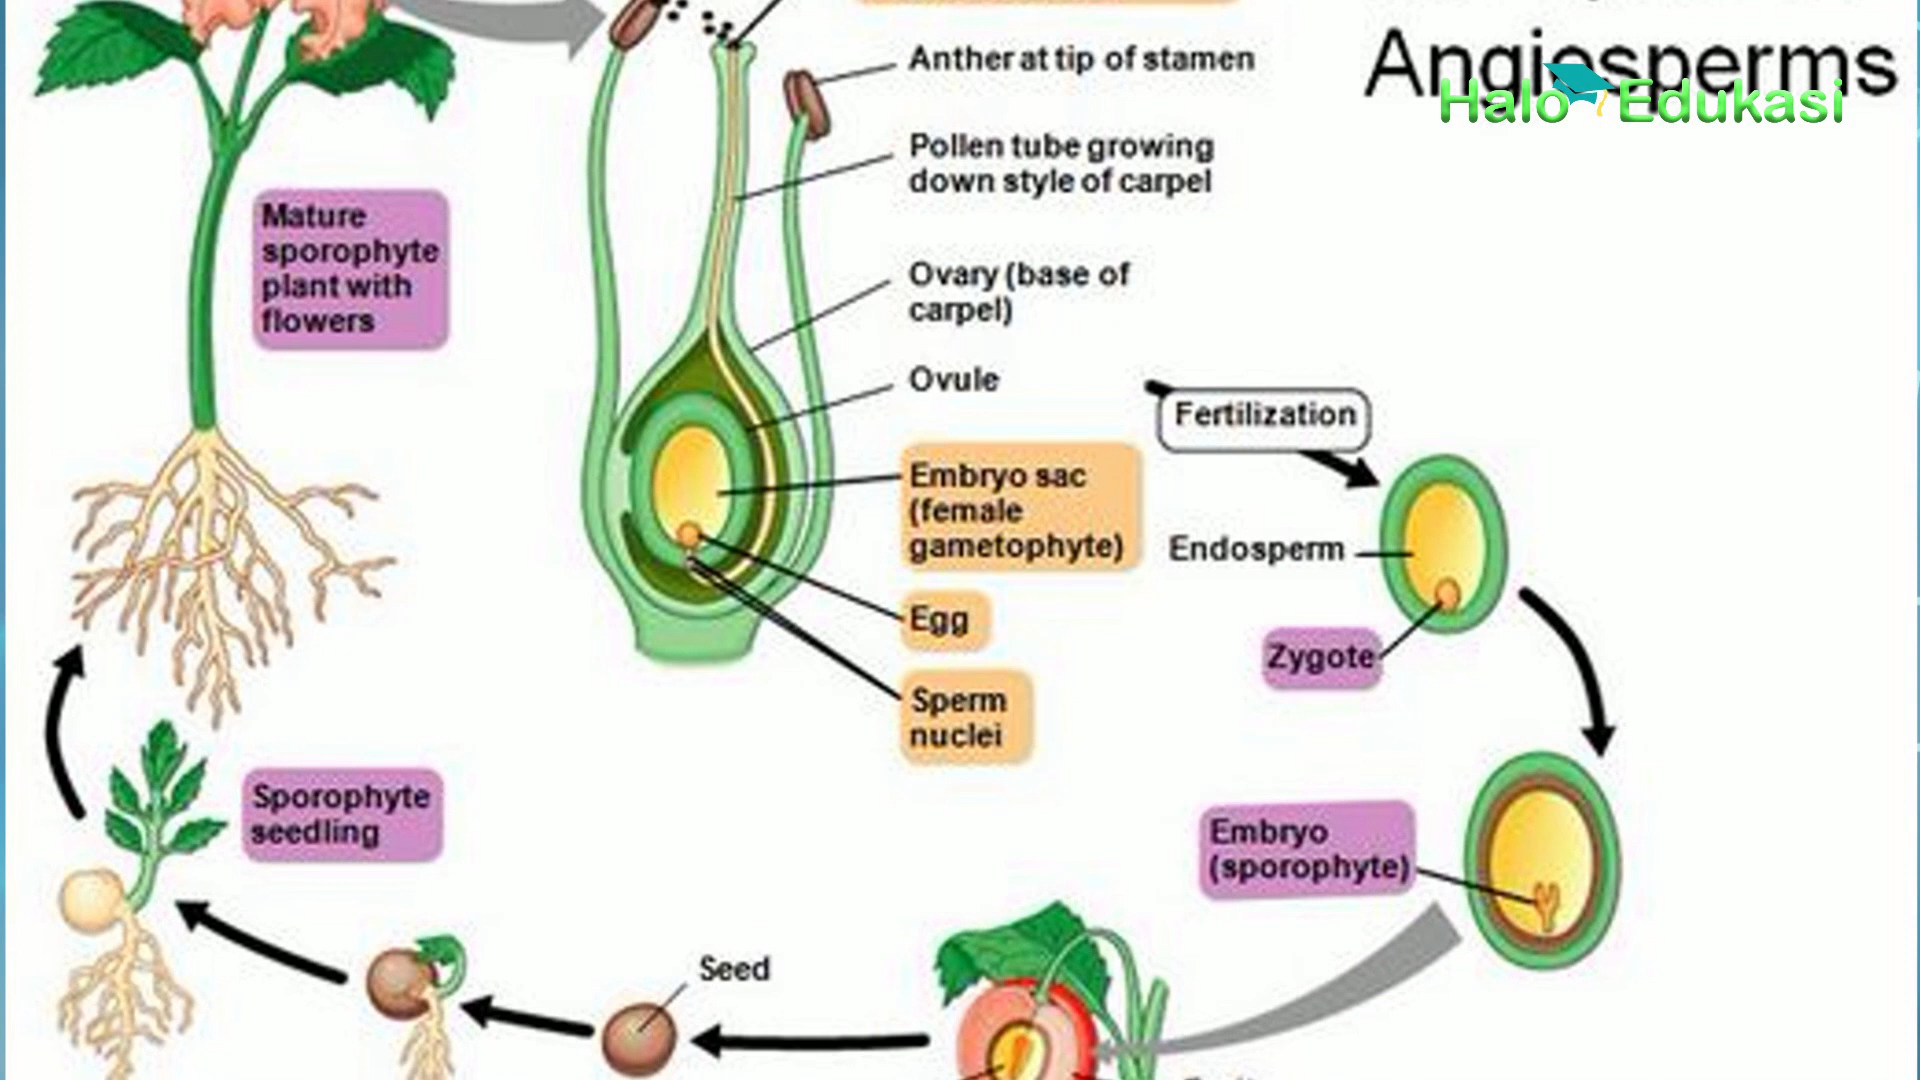 Angiosperms
Halo Edukasi
Anther at tip of stamen
Pollen tube growing
down style of carpel
Mature
sporophyte
plant with
flowers
Ovary (base of
carpel)
Ovule
Fertilization
Embryo sac
(female
gametophyte)
Endosperm
Egg
Zygote
Sperm
nuclei
Sporophyte
seedling
Embryo
(sporophyte)
Seed